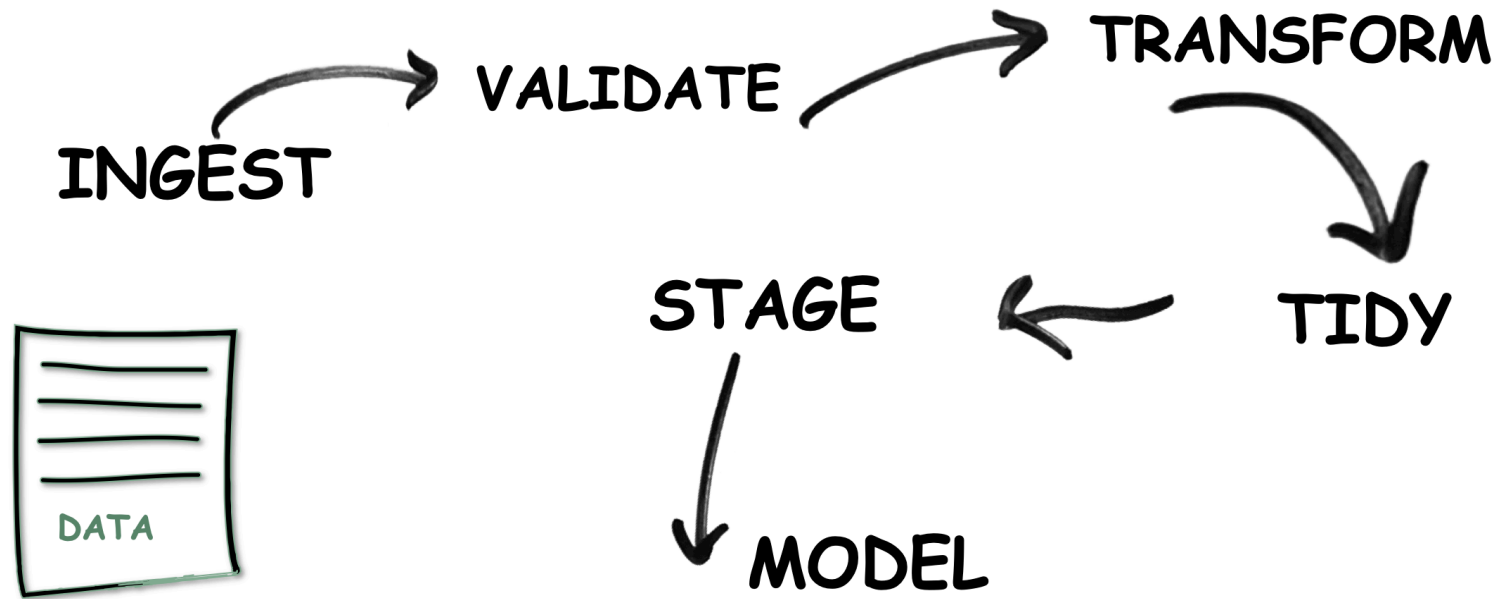 INGEST
VALIDATE
TRANSFORM
TIDY
STAGE
MODEL
DATA